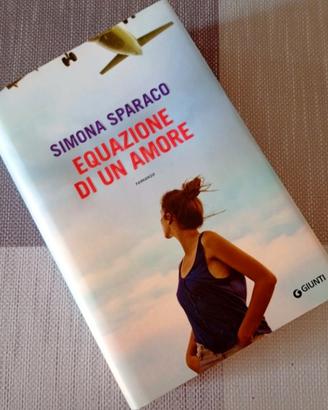 SIMONA SPARACO
EQUAZIONE
DI UN AMORE
romanzo
GIUNTI